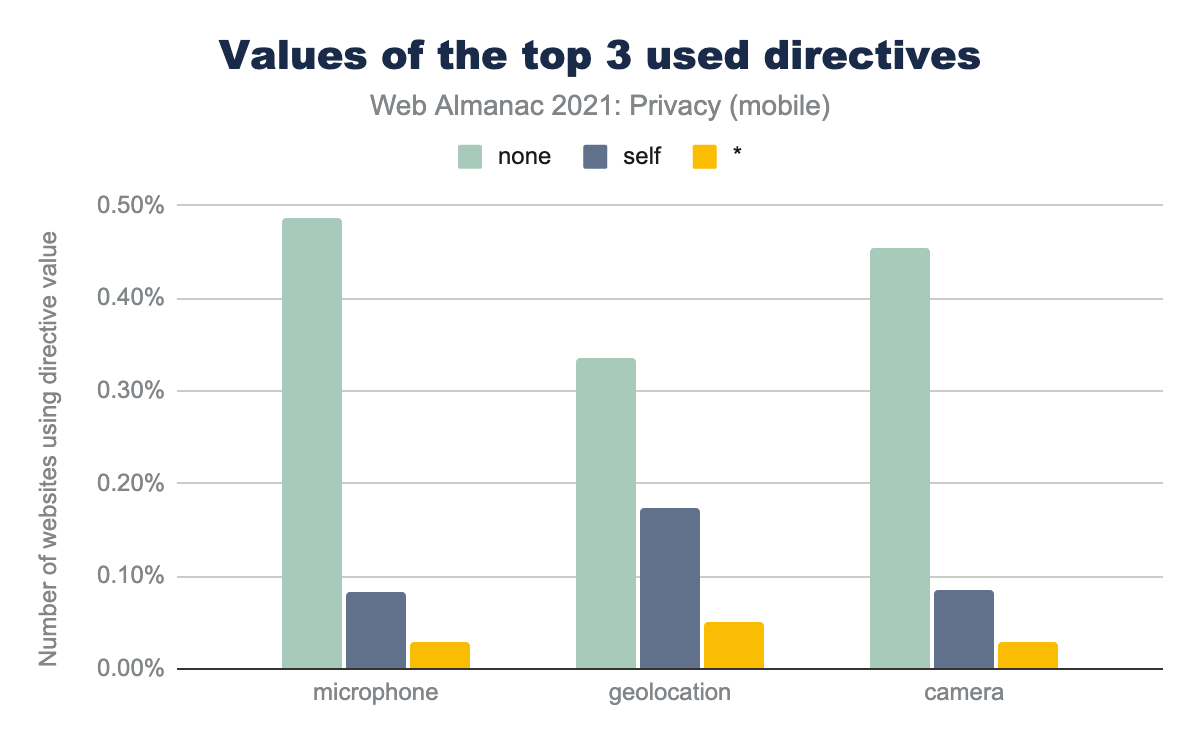 Values of the top 3 used directives
Web Almanac 2021: Privacy (mobile)
none self *
Number of websites using directive value
0.50%
0.40%
0.30%
0.20%
0.10%
0.00%
microphone geolocation camera